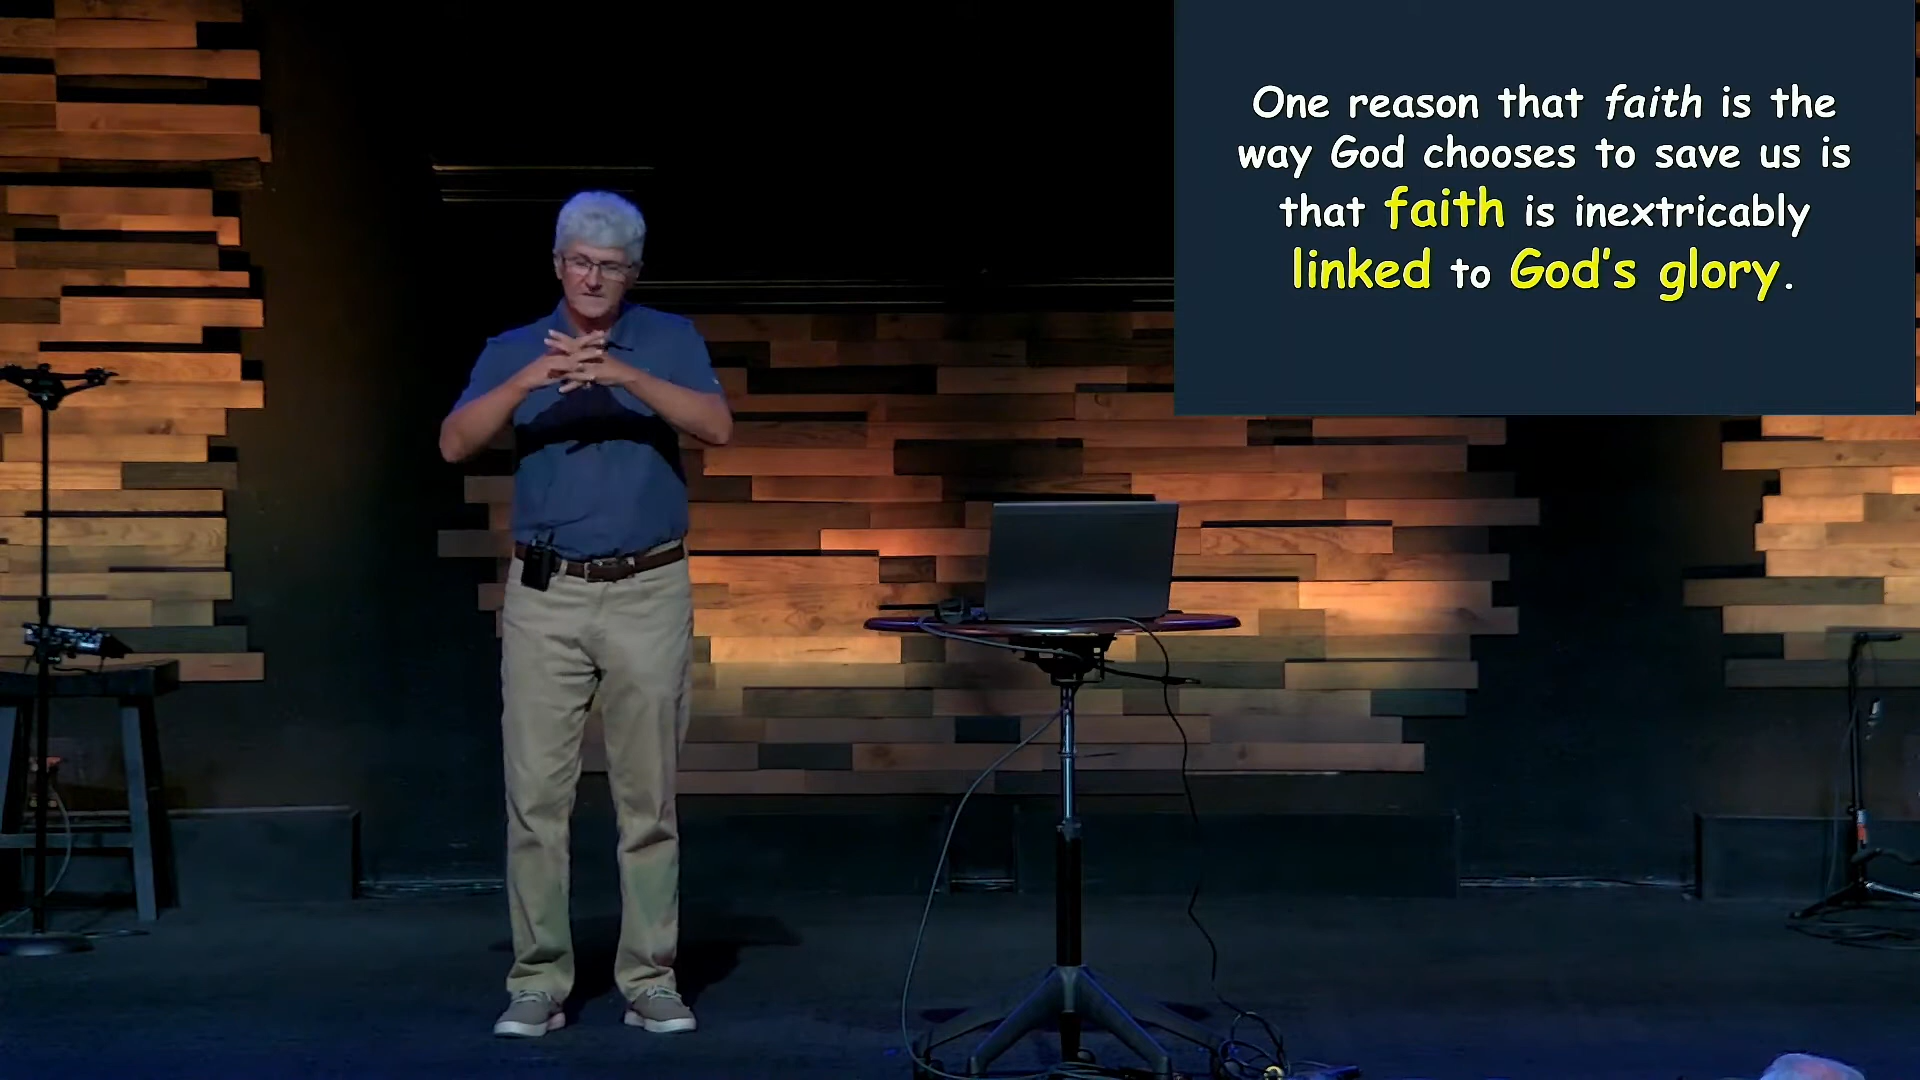 One reason that faith is the
way God chooses to save us is
that faith is inextricably
linked to God's glory.